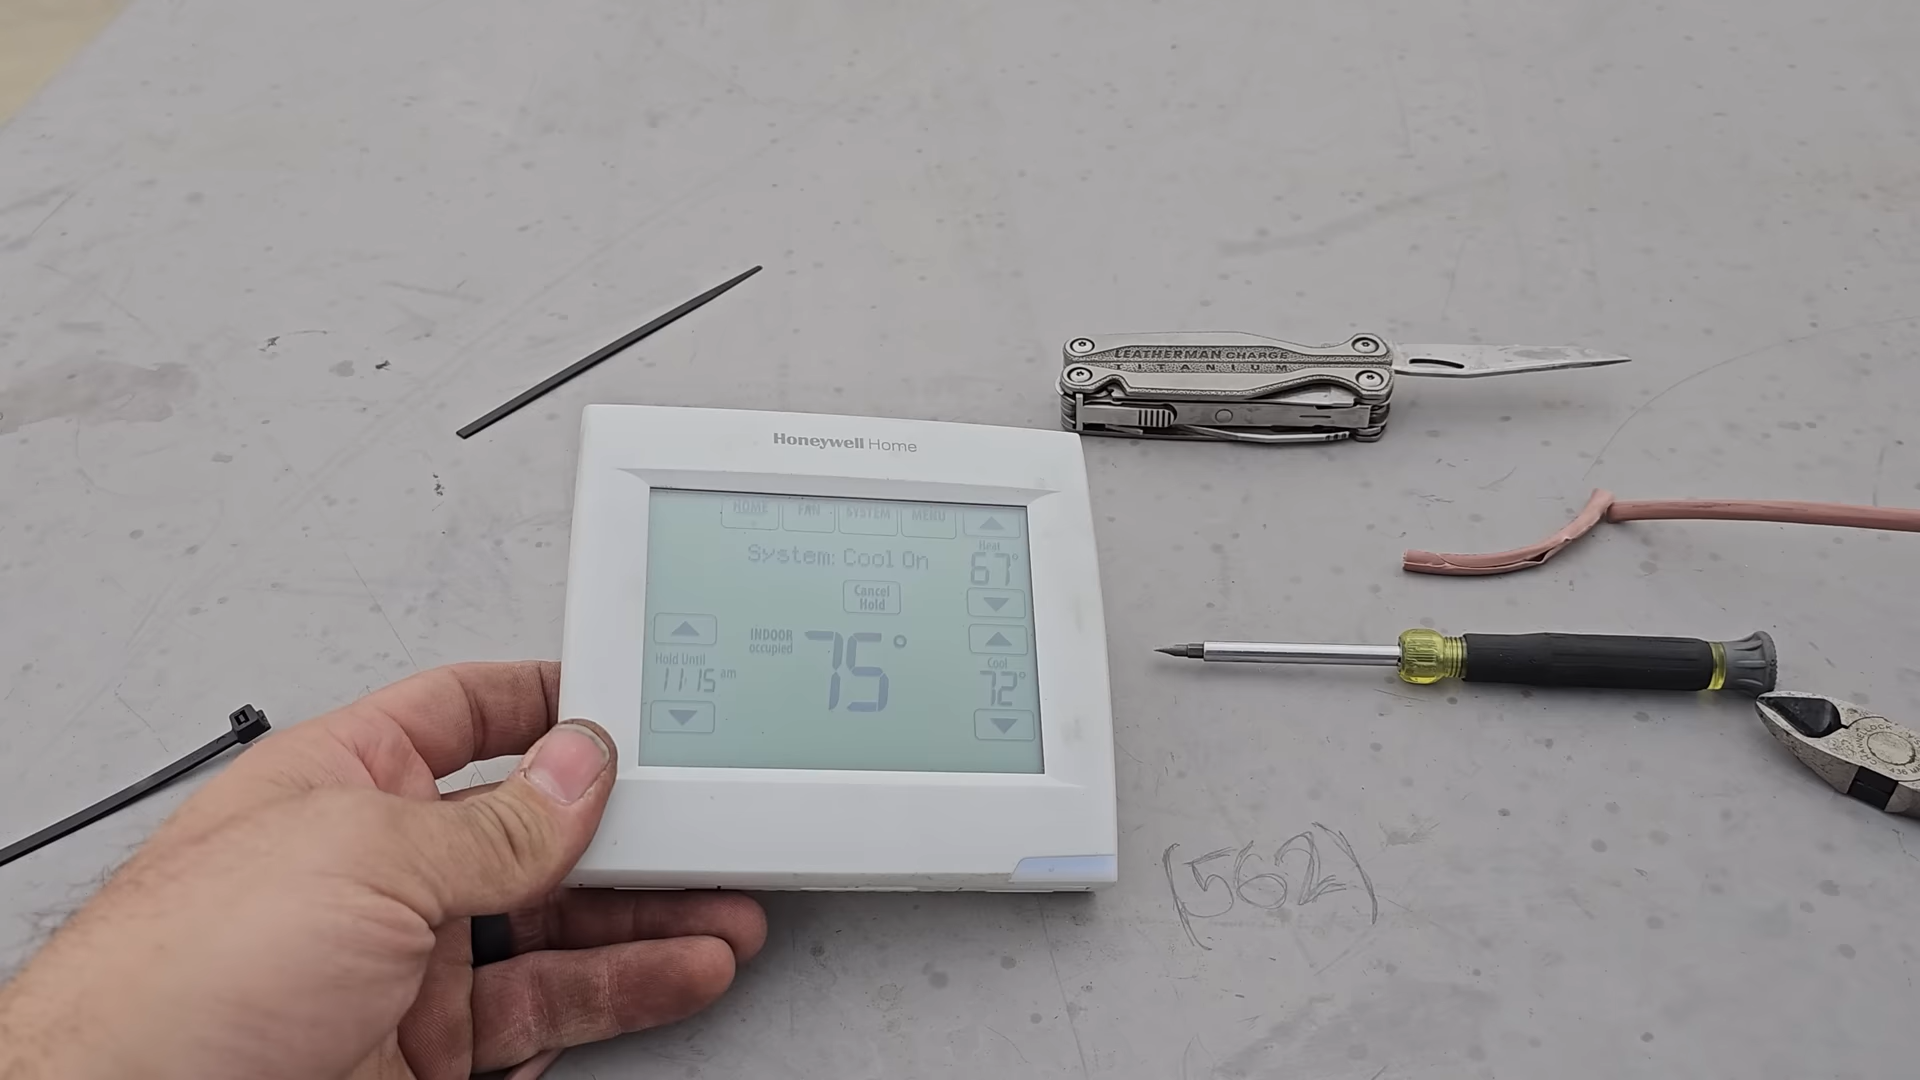 LEATHERMAN CHARGE
TITANIUM
Honeywell Home
HOME FAN SYSTEM MENU
System: Cool On
Heat
67°
Cancel
Hold
INDOOR
occupied
75°
Hold Until
11:15 am
Cool
72°
(562)